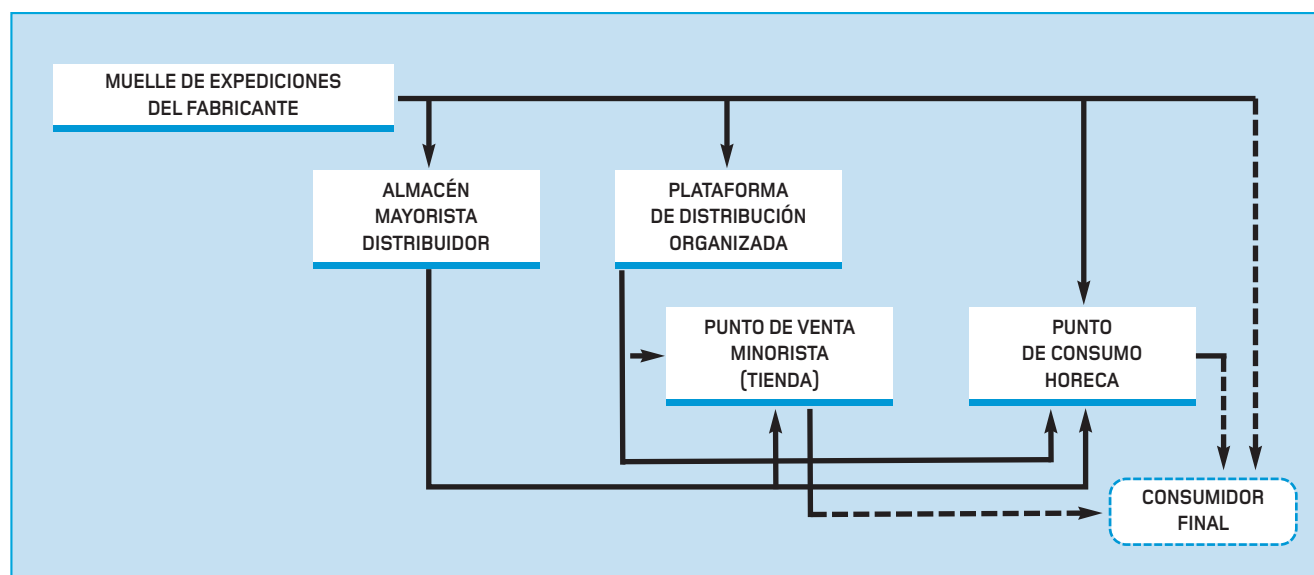 MUELLE DE EXPEDICIONES
DEL FABRICANTE
ALMACÉN
MAYORISTA
DISTRIBUIDOR
PLATAFORMA
DE DISTRIBUCIÓN
ORGANIZADA
PUNTO DE VENTA
MINORISTA
(TIENDA)
PUNTO
DE CONSUMO
HORECA
CONSUMIDOR
FINAL